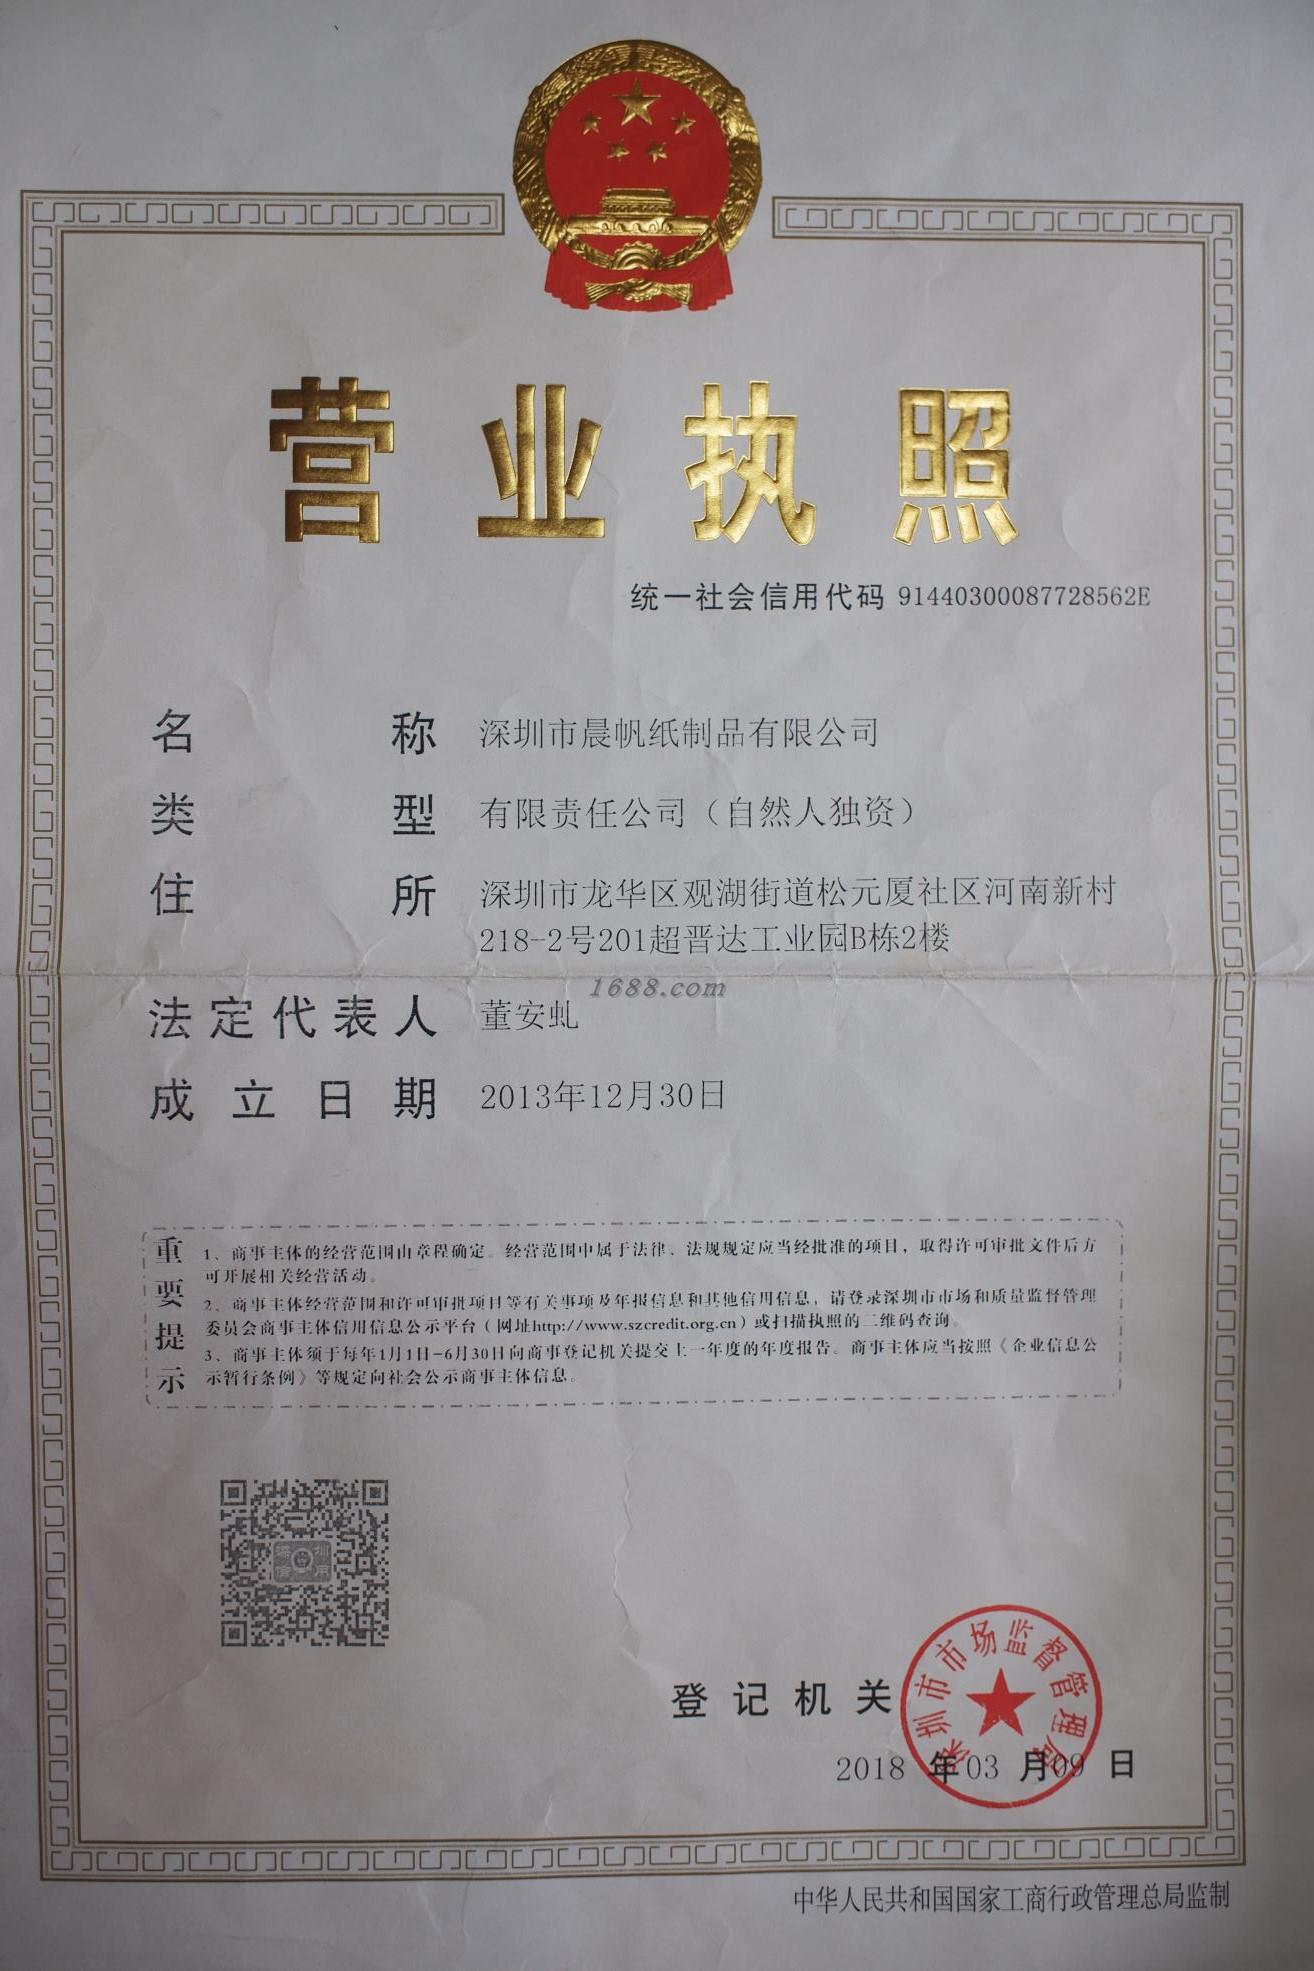 营业执照
统一社会信用代码 91440300087728562E
名称 深圳市晨帆纸制品有限公司
类型 有限责任公司（自然人独资）
住所 深圳市龙华区观湖街道松元厦社区河南新村
218-2号201超晋达工业园B栋2楼
1688.com
法定代表人 董安虬
成立日期 2013年12月30日
重要提示
1、商事主体的经营范围由章程确定。经营范围中属于法律、法规规定应当经批准的项目，取得许可审批文件后方
可开展相关经营活动。
2、商事主体经营范围和许可审批项目等有关事项及年报信息和其他信用信息，请登录深圳市市场和质量监督管理
委员会商事主体信用信息公示平台（网址http://www.szcredit.org.cn）或扫描执照的二维码查询。
3、商事主体须于每年1月1日-6月30日向商事登记机关提交上一年度的年度报告。商事主体应当按照《企业信息公
示暂行条例》等规定向社会公示商事主体信息。
登记机关
深圳市市场监督管理局
2018 年03 月09 日
中华人民共和国国家工商行政管理总局监制